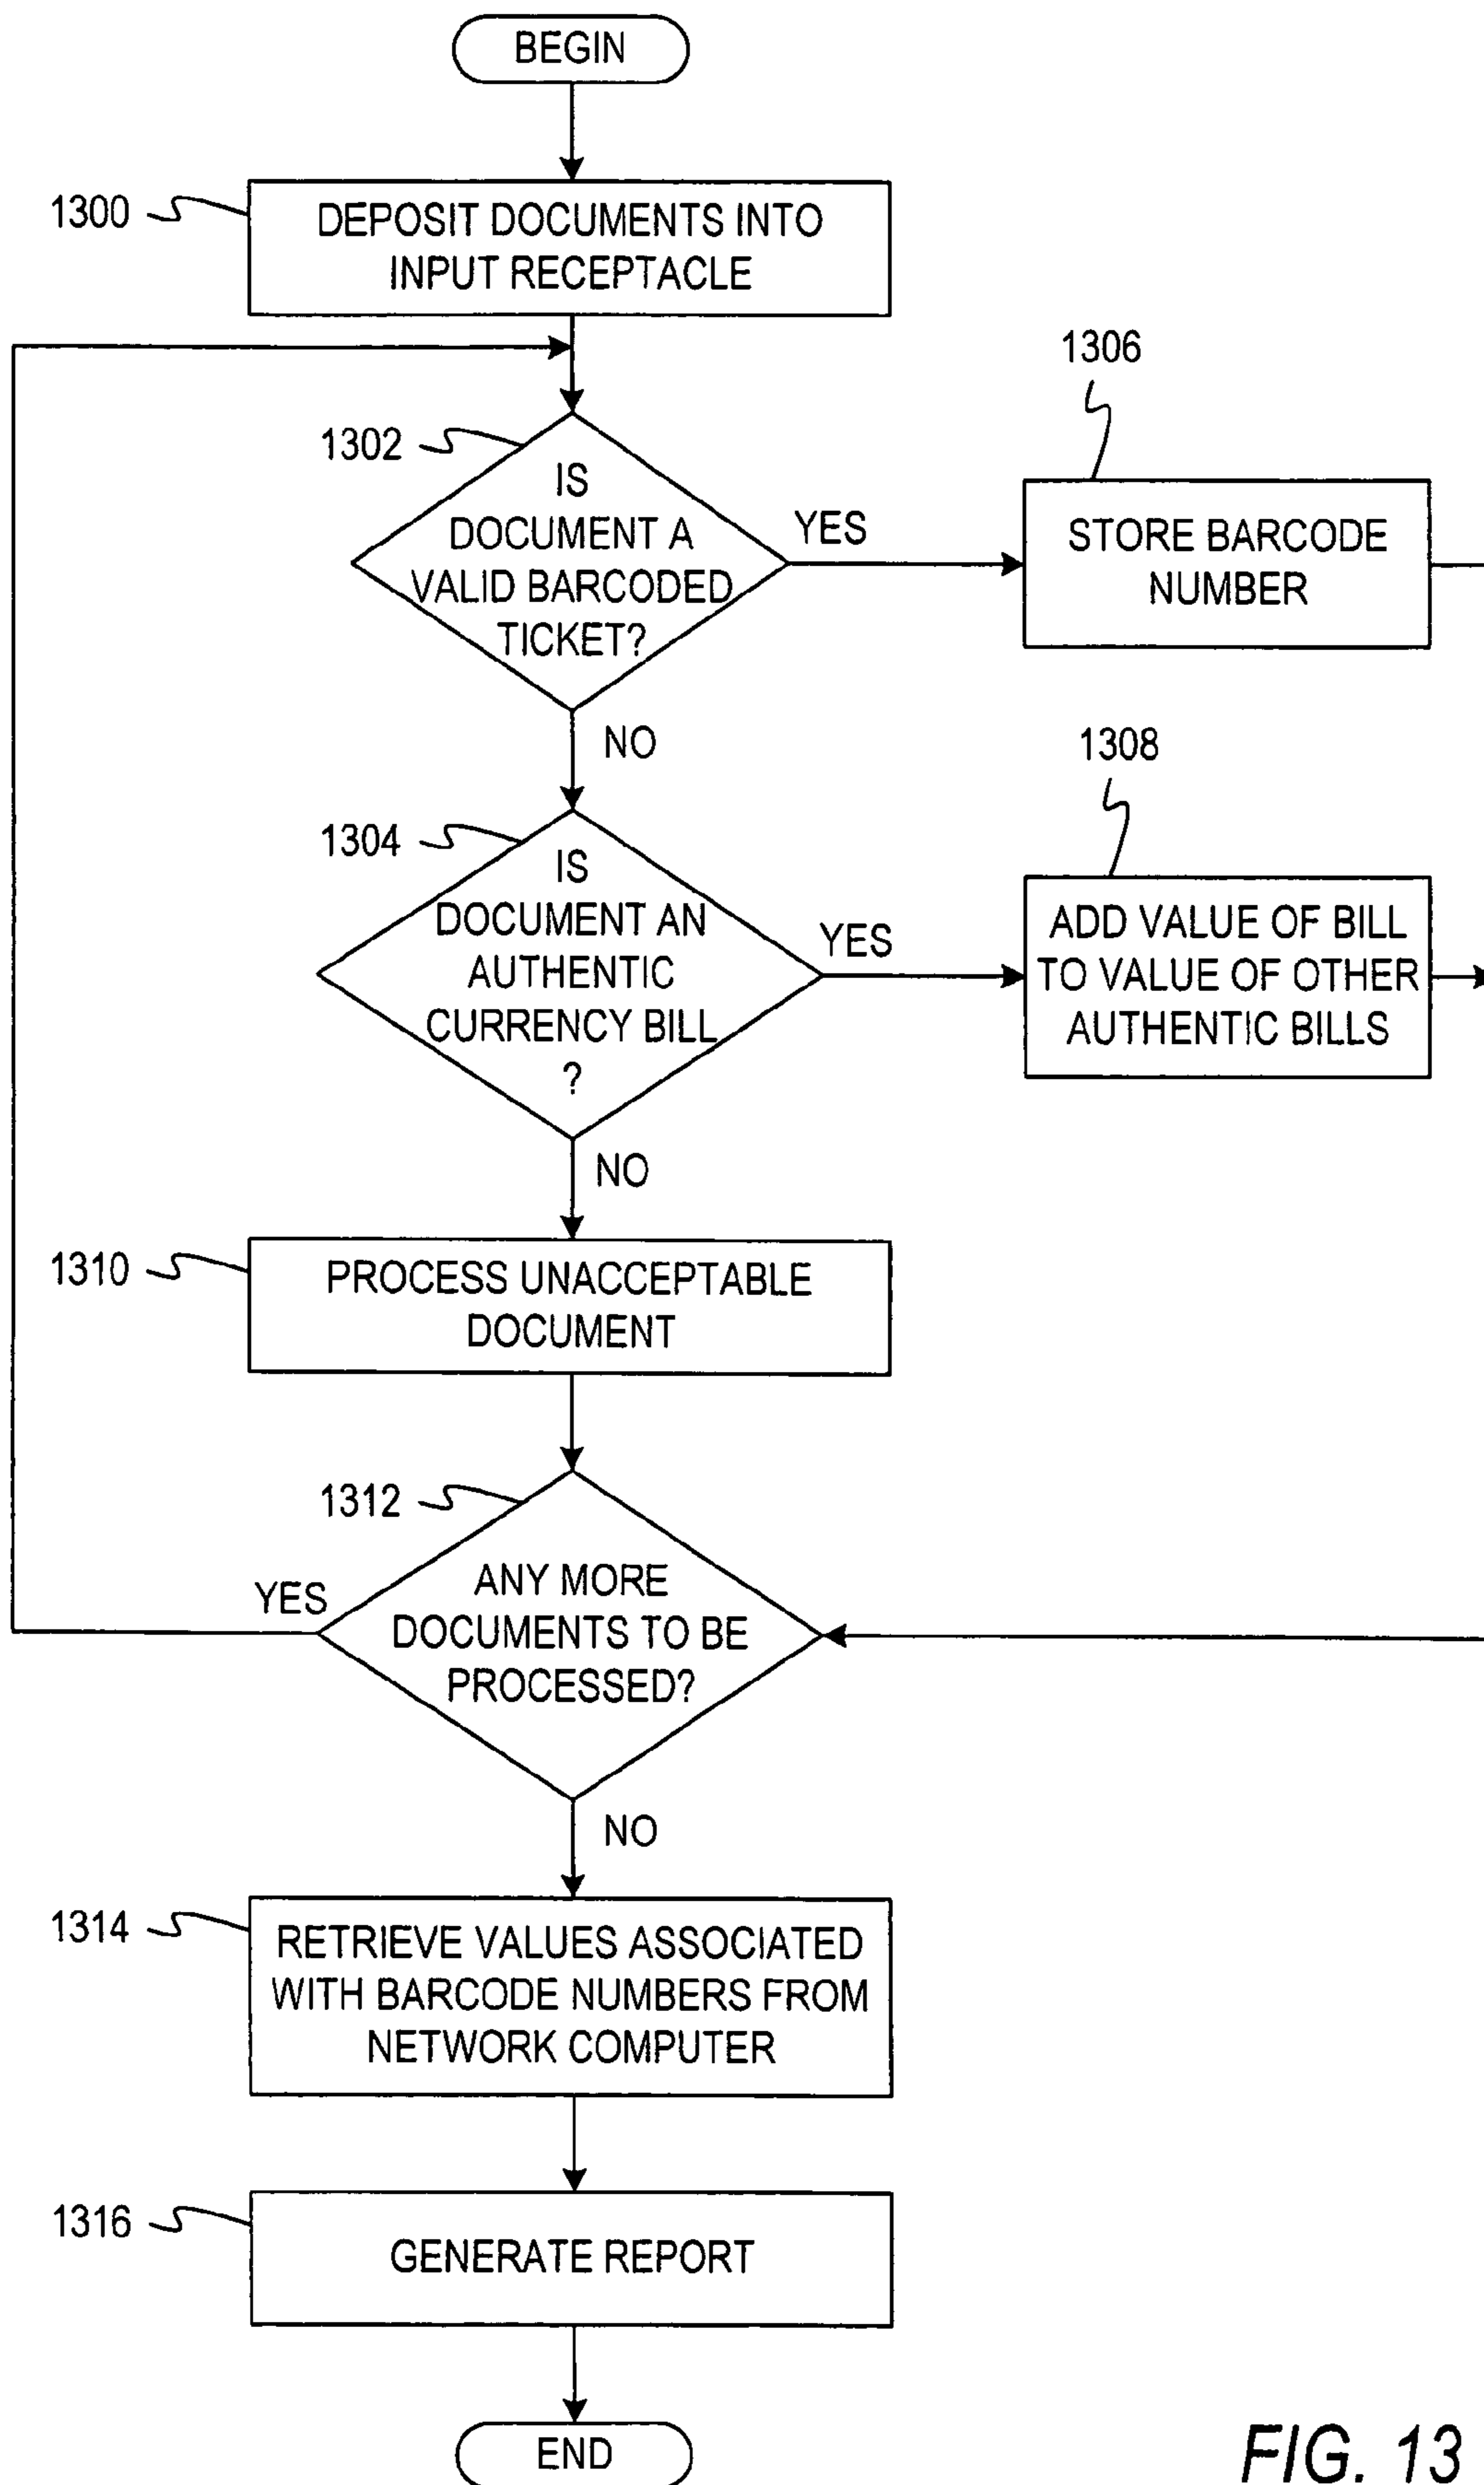 BEGIN
1300
DEPOSIT DOCUMENTS INTO
INPUT RECEPTACLE
1302
IS
DOCUMENT A
VALID BARCODED
TICKET?
YES
1306
STORE BARCODE
NUMBER
NO
1304
IS
DOCUMENT AN
AUTHENTIC
CURRENCY BILL
?
YES
1308
ADD VALUE OF BILL
TO VALUE OF OTHER
AUTHENTIC BILLS
NO
1310
PROCESS UNACCEPTABLE
DOCUMENT
1312
ANY MORE
DOCUMENTS TO BE
PROCESSED?
YES
NO
1314
RETRIEVE VALUES ASSOCIATED
WITH BARCODE NUMBERS FROM
NETWORK COMPUTER
1316
GENERATE REPORT
END
FIG. 13